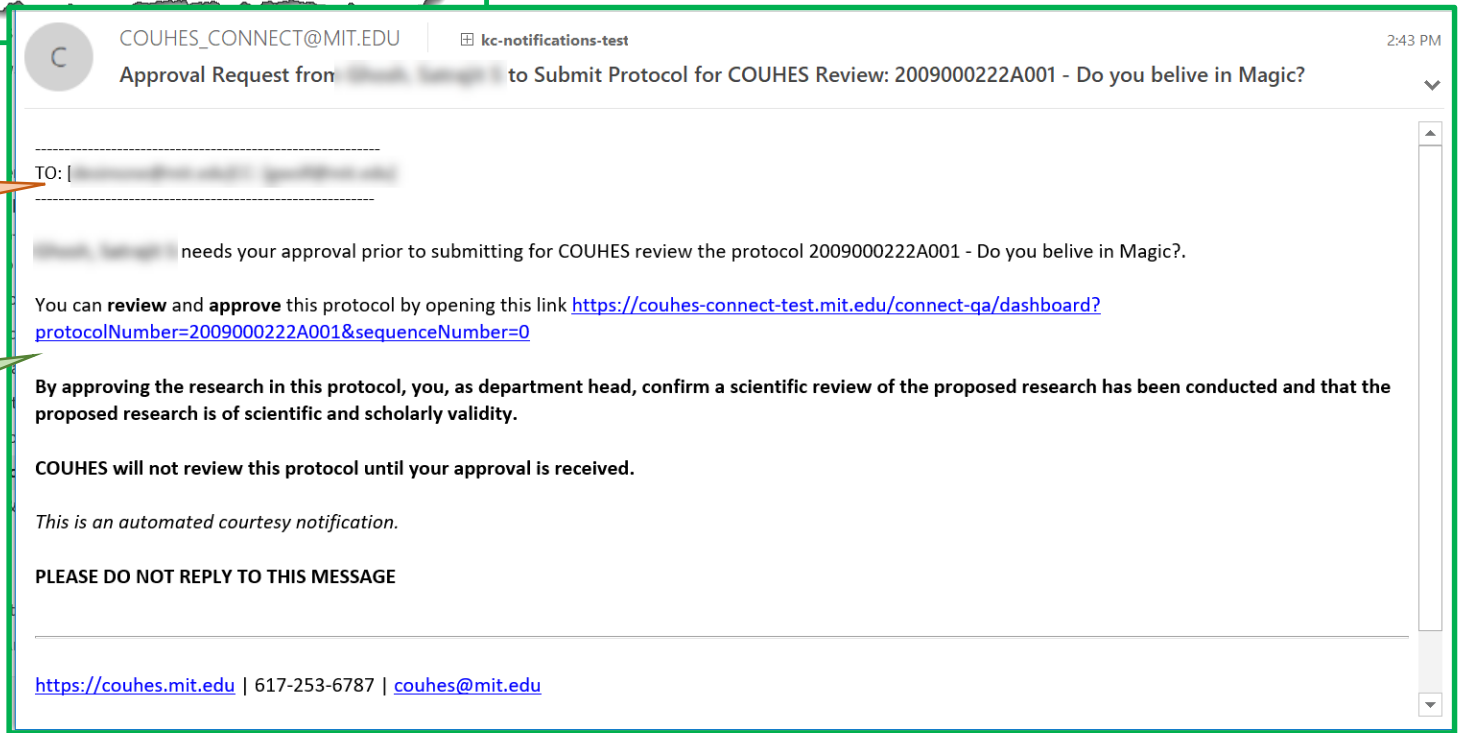 C
COUHES_CONNECT@MIT.EDU
kc-notifications-test
2:43 PM
Approval Request from to Submit Protocol for COUHES Review: 2009000222A001 - Do you belive in Magic?
---------------------------------------------------------
TO: [
--------------------------------------------------------
needs your approval prior to submitting for COUHES review the protocol 2009000222A001 - Do you belive in Magic?.
You can review and approve this protocol by opening this link https://couhes-connect-test.mit.edu/connect-qa/dashboard?
protocolNumber=2009000222A001&sequenceNumber=0
By approving the research in this protocol, you, as department head, confirm a scientific review of the proposed research has been conducted and that the
proposed research is of scientific and scholarly validity.
COUHES will not review this protocol until your approval is received.
This is an automated courtesy notification.
PLEASE DO NOT REPLY TO THIS MESSAGE
https://couhes.mit.edu | 617-253-6787 | couhes@mit.edu